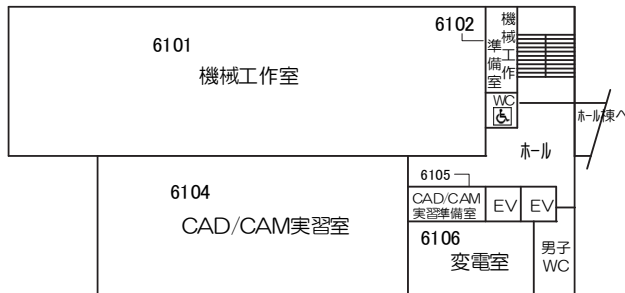 6101
機械工作室
6102
機械工作
準備室
WC
ホール棟へ
ホール
6104
CAD/CAM実習室
6105
CAD/CAM
実習準備室
EV
EV
6106
変電室
男子
WC